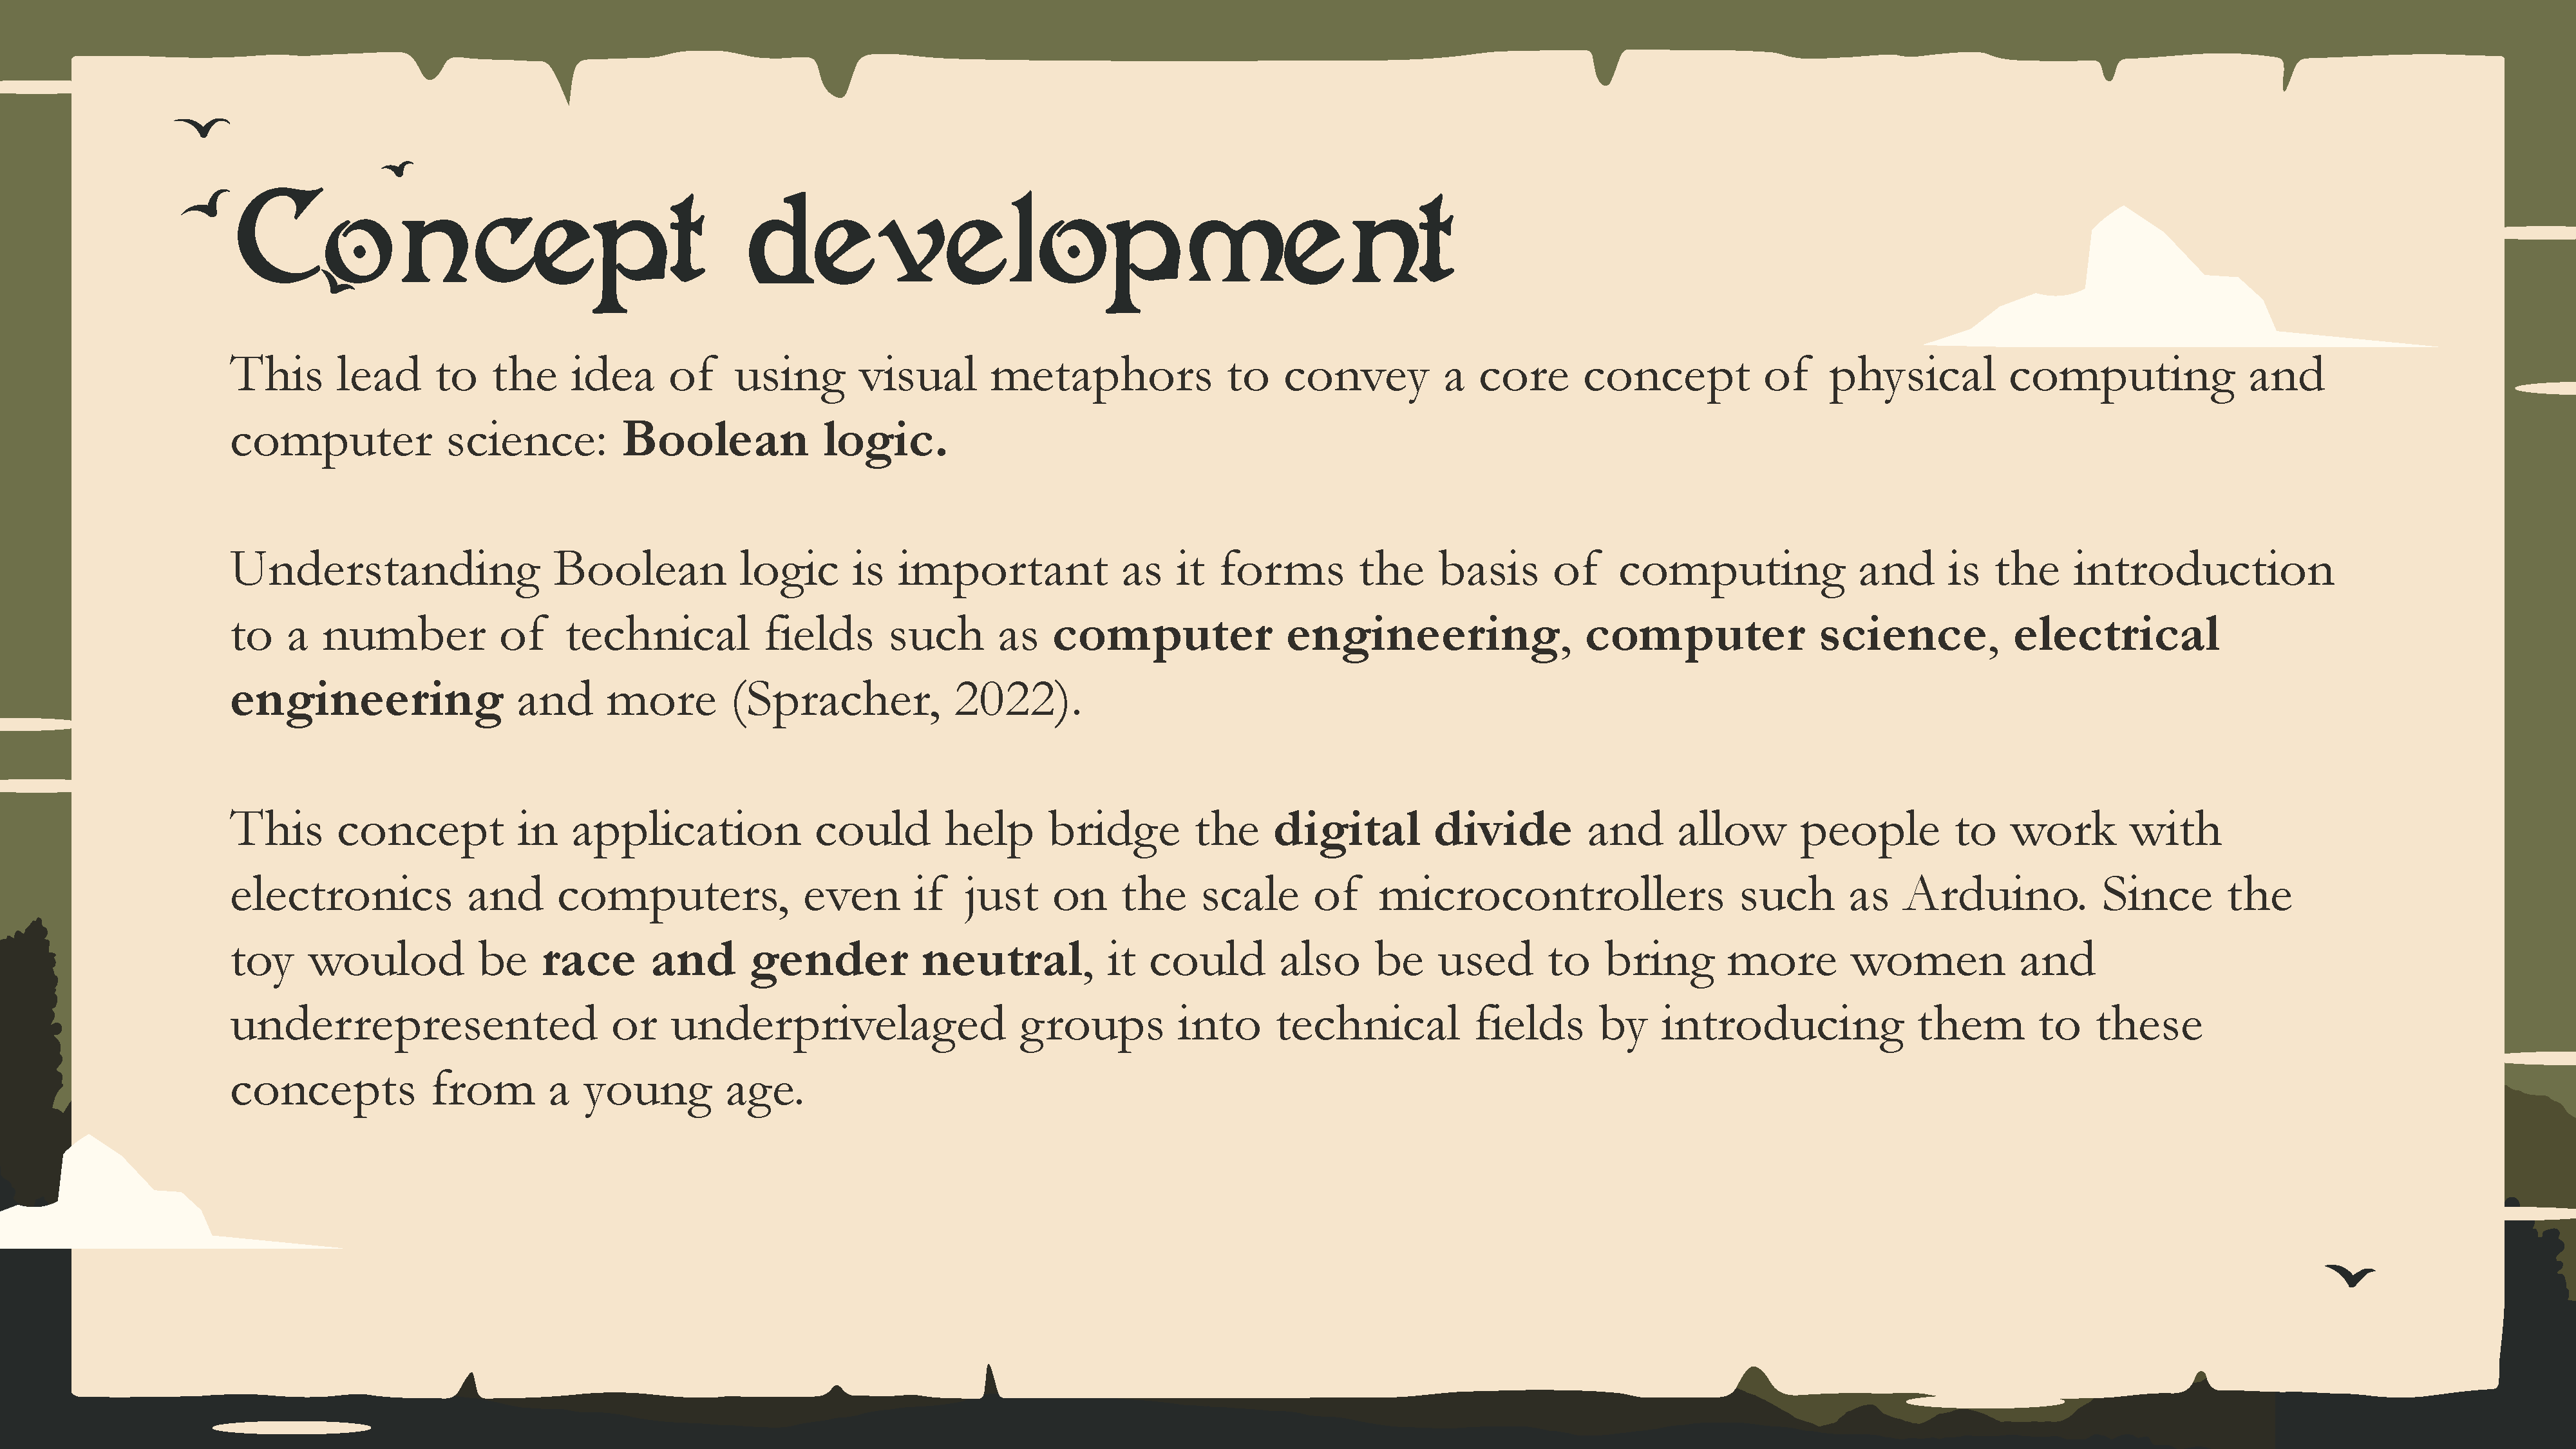 Concept development
This lead to the idea of using visual metaphors to convey a core concept of physical computing and
computer science: Boolean logic.
Understanding Boolean logic is important as it forms the basis of computing and is the introduction
to a number of technical fields such as computer engineering, computer science, electrical
engineering and more (Spracher, 2022).
This concept in application could help bridge the digital divide and allow people to work with
electronics and computers, even if just on the scale of microcontrollers such as Arduino. Since the
toy woulod be race and gender neutral, it could also be used to bring more women and
underrepresented or underprivelaged groups into technical fields by introducing them to these
concepts from a young age.